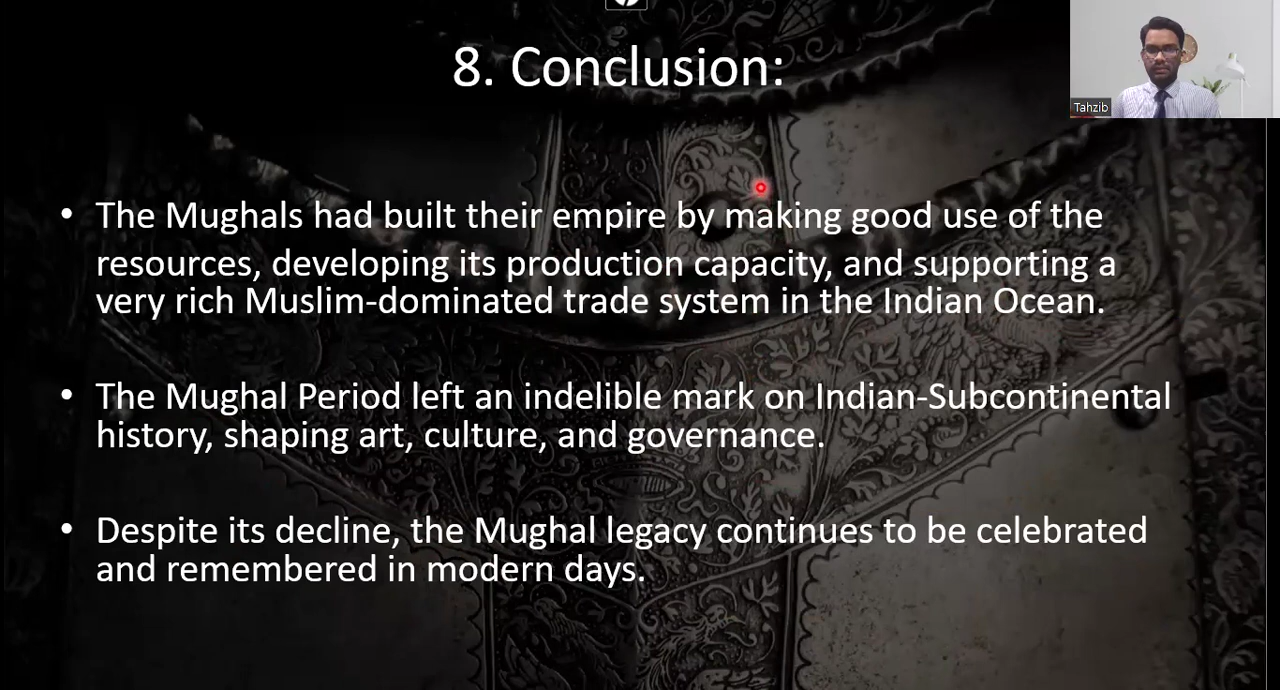 8. Conclusion:
Tahzib
• The Mughals had built their empire by making good use of the
resources, developing its production capacity, and supporting a
very rich Muslim-dominated trade system in the Indian Ocean.
• The Mughal Period left an indelible mark on Indian-Subcontinental
history, shaping art, culture, and governance.
• Despite its decline, the Mughal legacy continues to be celebrated
and remembered in modern days.